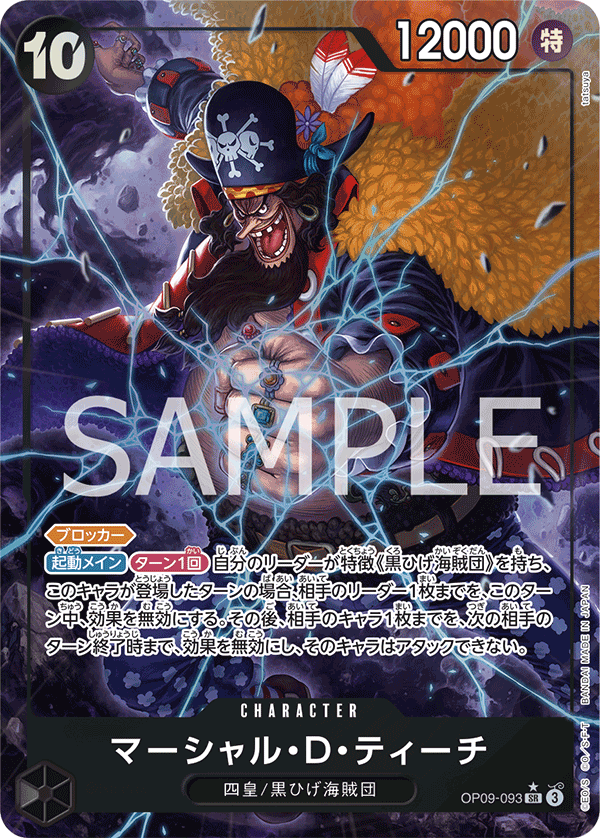 10
12000
特
tatsuya
SAMPLE
ブロッカー
起動メイン ターン1回 自分のリーダーが特徴《黒ひげ海賊団》を持ち、
このキャラが登場したターンの場合、相手のリーダー1枚までを、このター
ン中、効果を無効にする。その後、相手のキャラ1枚までを、次の相手の
ターン終了時まで、効果を無効にし、そのキャラはアタックできない。
CHARACTER
マーシャル・D・ティーチ
四皇/黒ひげ海賊団
OP09-093 SR ★ 3
©E.O/S. ©O./S・F・T BANDAI MADE IN JAPAN